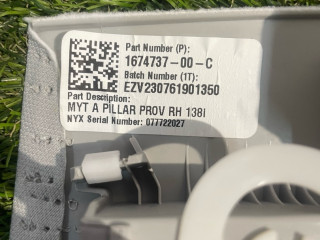 Part Number (P):
1674737-00-C
Batch Number (1T):
EZV230761901350
Part Description:
MYT A PILLAR PROV RH 138I
NYX Serial Number: 077722027